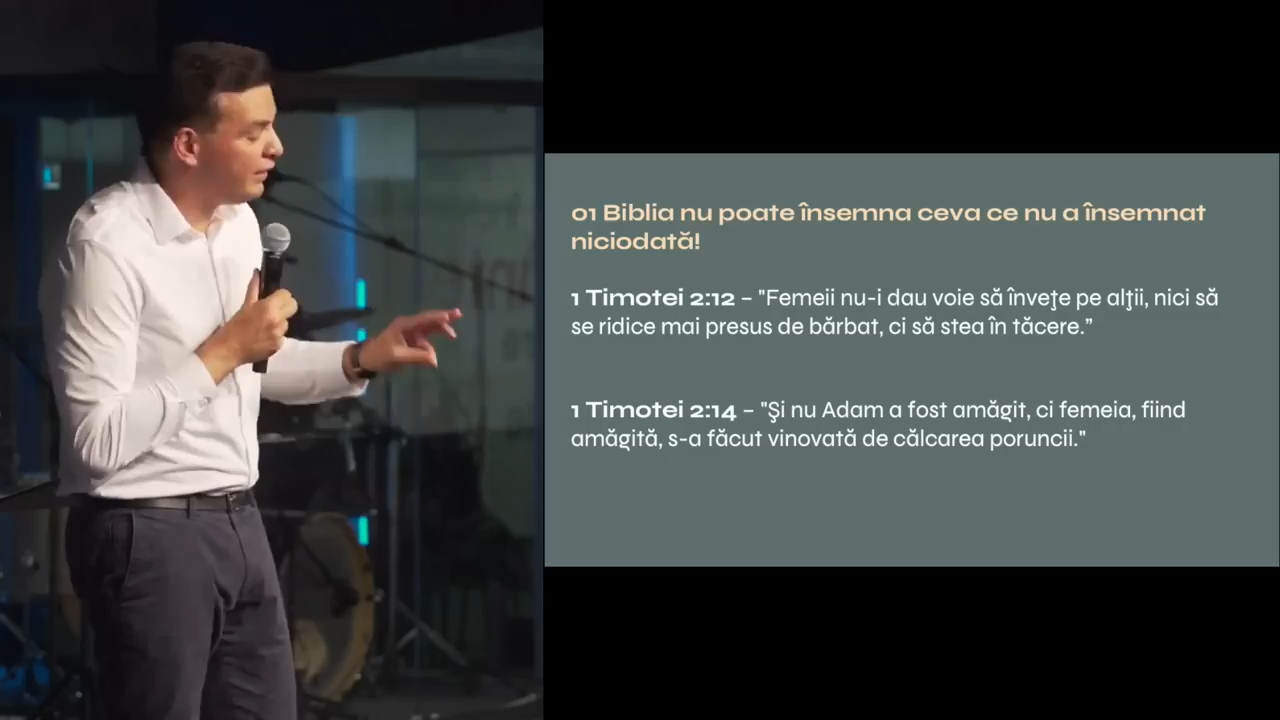 01 Biblia nu poate însemna ceva ce nu a însemnat
niciodată!
1 Timotei 2:12 – "Femeii nu-i dau voie să înveţe pe alţii, nici să
se ridice mai presus de bărbat, ci să stea în tăcere.”
1 Timotei 2:14 – "Şi nu Adam a fost amăgit, ci femeia, fiind
amăgită, s-a făcut vinovată de călcarea poruncii."